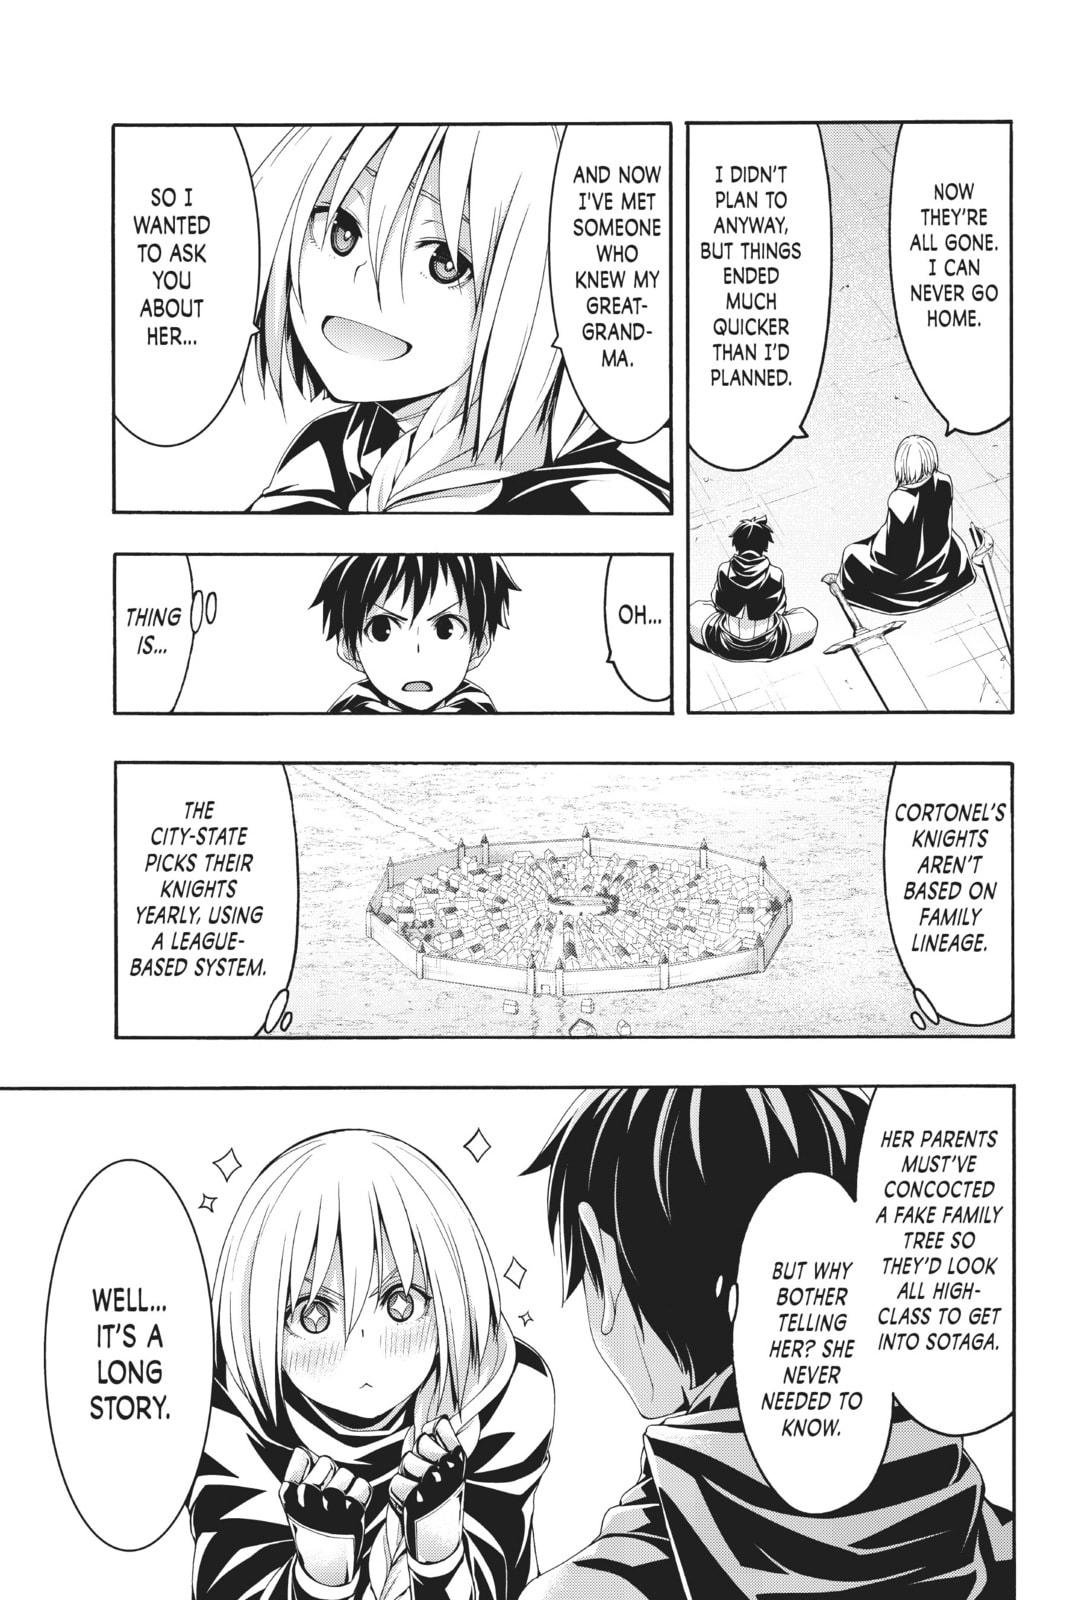 NOW
THEY'RE
ALL GONE.
I CAN
NEVER GO
HOME.
I DIDN'T
PLAN TO
ANYWAY,
BUT THINGS
ENDED
MUCH
QUICKER
THAN I'D
PLANNED.
AND NOW
I'VE MET
SOMEONE
WHO
KNEW MY
GREAT-
GRAND-
MA.
SO I
WANTED
TO ASK
YOU
ABOUT
HER...
OH...
THING
IS...
CORTONEL'S
KNIGHTS
AREN'T
BASED ON
FAMILY
LINEAGE.
THE
CITY-STATE
PICKS THEIR
KNIGHTS
YEARLY, USING
A LEAGUE-
BASED SYSTEM.
HER PARENTS
MUST'VE
CONCOCTED
A FAKE FAMILY
TREE SO
THEY'D LOOK
ALL HIGH-
CLASS TO GET
INTO SOTAGA.
BUT WHY
BOTHER
TELLING
HER? SHE
NEVER
NEEDED TO
KNOW.
WELL...
IT'S A
LONG
STORY.